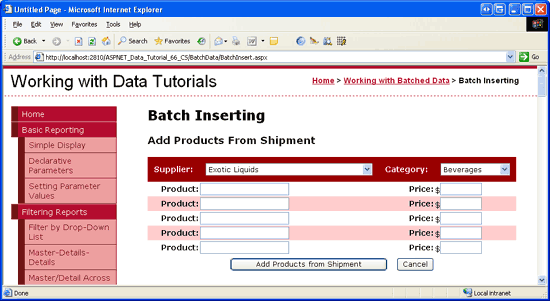 Untitled Page - Microsoft Internet Explorer
File Edit View Favorites Tools Help
Back Search Favorites
Address http://localhost:2810/ASPNET_Data_Tutorial_66_CS/BatchData/BatchInsert.aspx Go
Working with Data Tutorials
Home > Working with Batched Data > Batch Inserting
Home
Basic Reporting
Simple Display
Declarative
Parameters
Setting Parameter
Values
Filtering Reports
Filter by Drop-Down
List
Master-Details-
Details
Master/Detail Across
Batch Inserting
Add Products From Shipment
Supplier: Exotic Liquids Category: Beverages
Product: Price: $
Product: Price: $
Product: Price: $
Product: Price: $
Product: Price: $
Add Products from Shipment Cancel
Done Local intranet